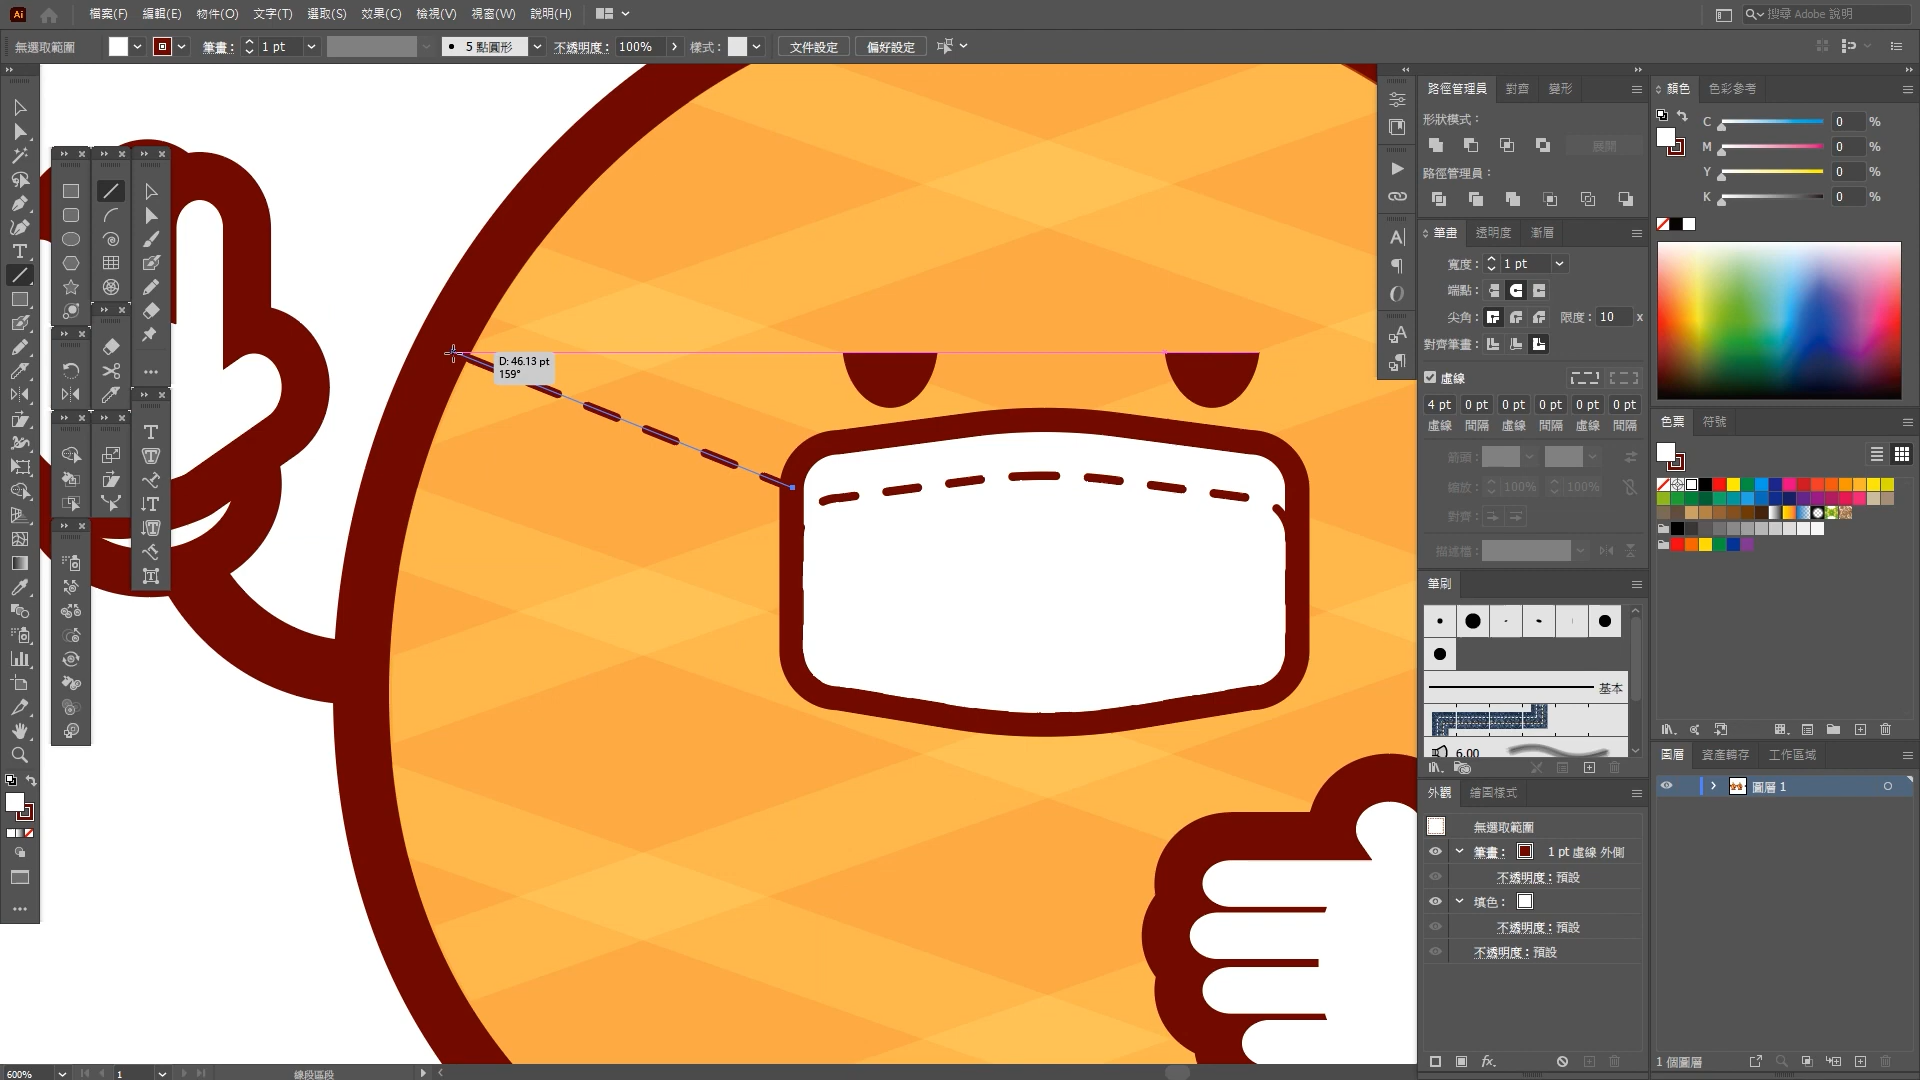 Ai 檔案(F) 編輯(E) 物件(O) 文字(T) 選取(S) 效果(C) 檢視(V) 視窗(W) 說明(H) 搜尋 Adobe 說明
無選取範圍 筆畫: 1 pt 5 點圓形 不透明度: 100% 樣式: 文件設定 偏好設定
路徑管理員 對齊 變形
形狀模式:
展開
路徑管理員:
筆畫 透明度 漸層
寬度: 1 pt
端點:
尖角: 限度: 10 x
對齊筆畫:
虛線
4 pt 0 pt 0 pt 0 pt 0 pt 0 pt
虛線 間隔 虛線 間隔 虛線 間隔
箭頭:
縮放: 100% 100%
對齊:
描述檔:
筆刷
基本
6.00
外觀 繪圖樣式
無選取範圍
筆畫: 1 pt 虛線 外側
不透明度: 預設
填色:
不透明度: 預設
不透明度: 預設
fx.
顏色 色彩參考
C 0 %
M 0 %
Y 0 %
K 0 %
色票 符號
圖層 資產轉存 工作區域
圖層 1
1 個圖層
D: 46.13 pt
159°
600% 1 線段區段